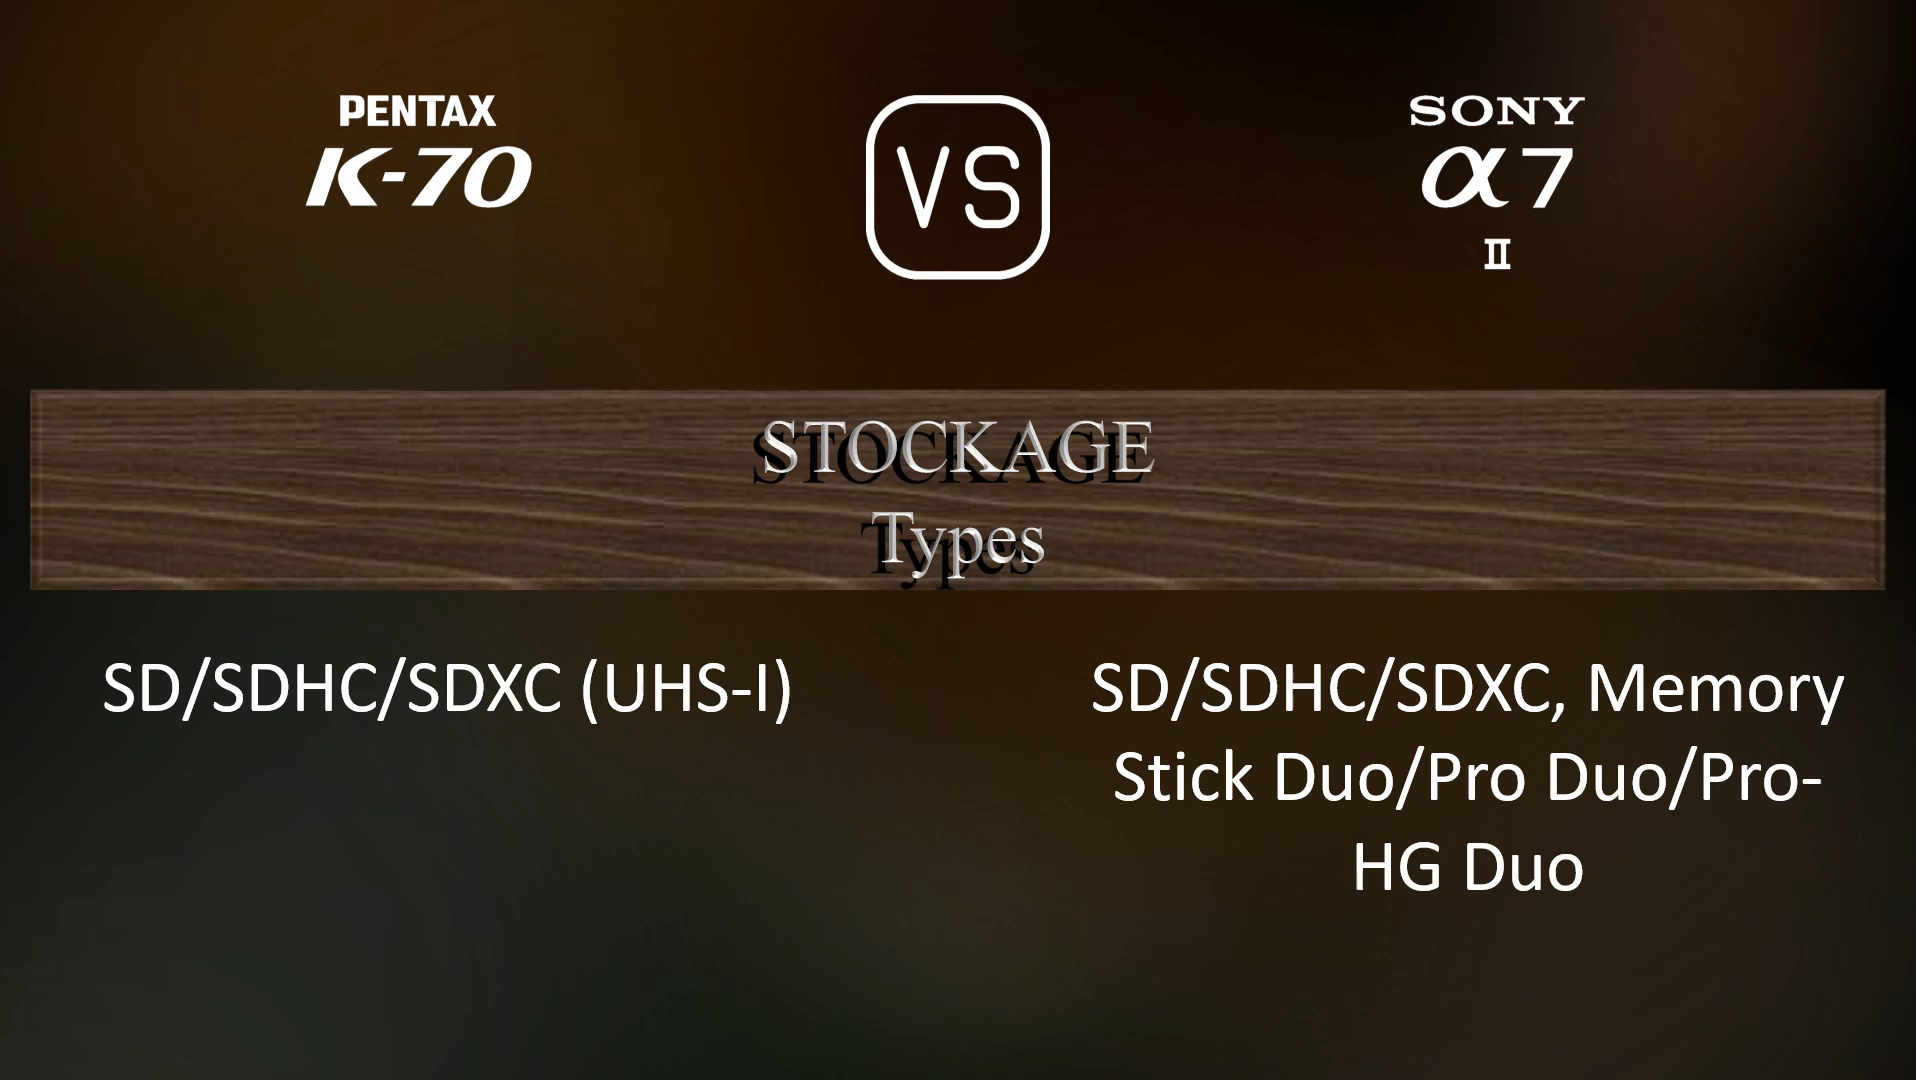 PENTAX
K-70
VS
SONY
α7
II
STOCKAGE
Types
SD/SDHC/SDXC (UHS-I)
SD/SDHC/SDXC, Memory
Stick Duo/Pro Duo/Pro-
HG Duo